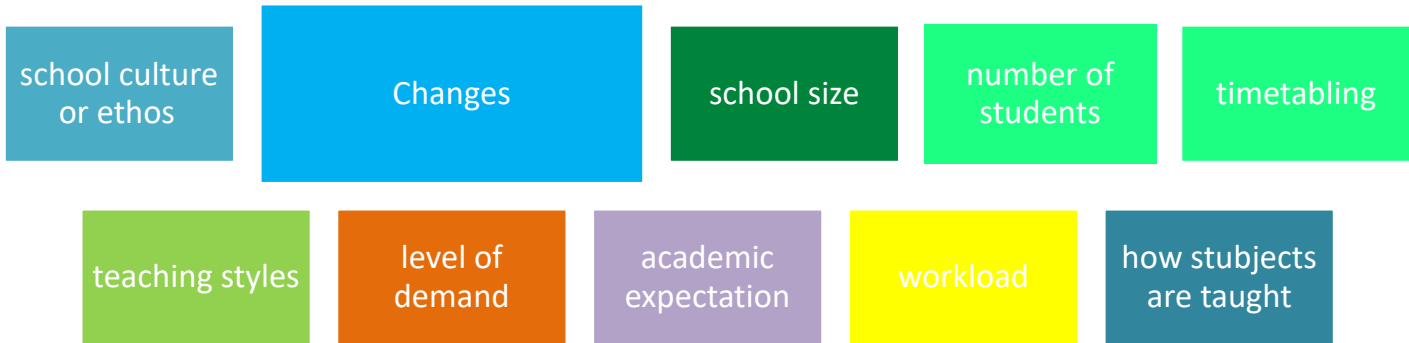 school culture
or ethos
Changes
school size
number of
students
timetabling
teaching styles
level of
demand
academic
expectation
workload
how stubjects
are taught